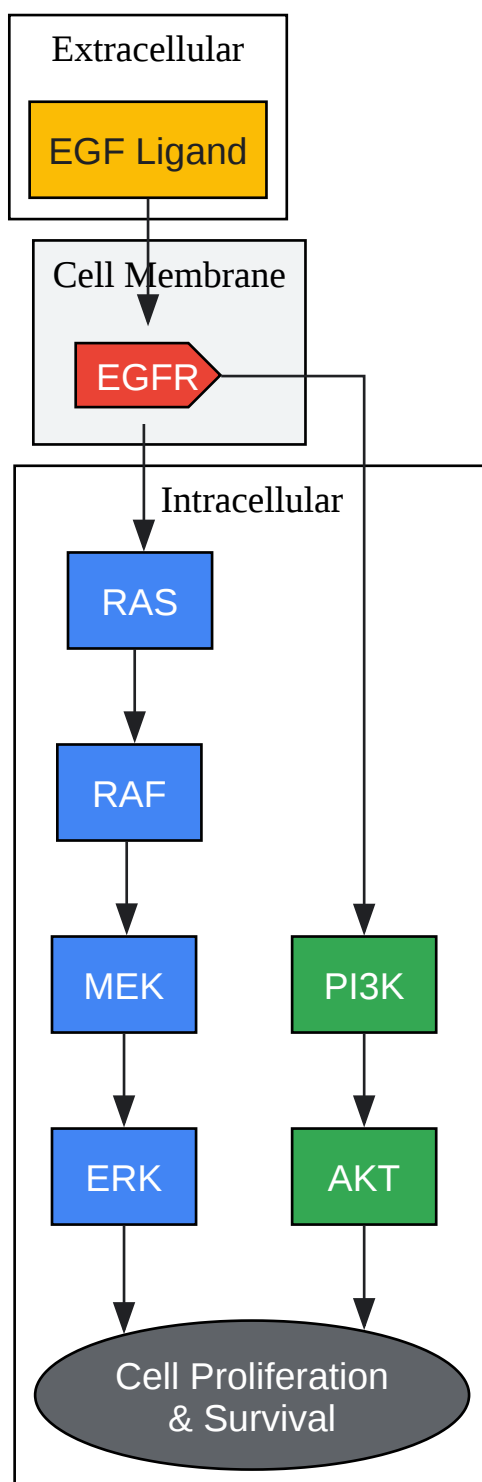 Extracellular
EGF Ligand
Cell Membrane
EGFR
Intracellular
RAS
RAF
MEK
PI3K
ERK
AKT
Cell Proliferation
& Survival